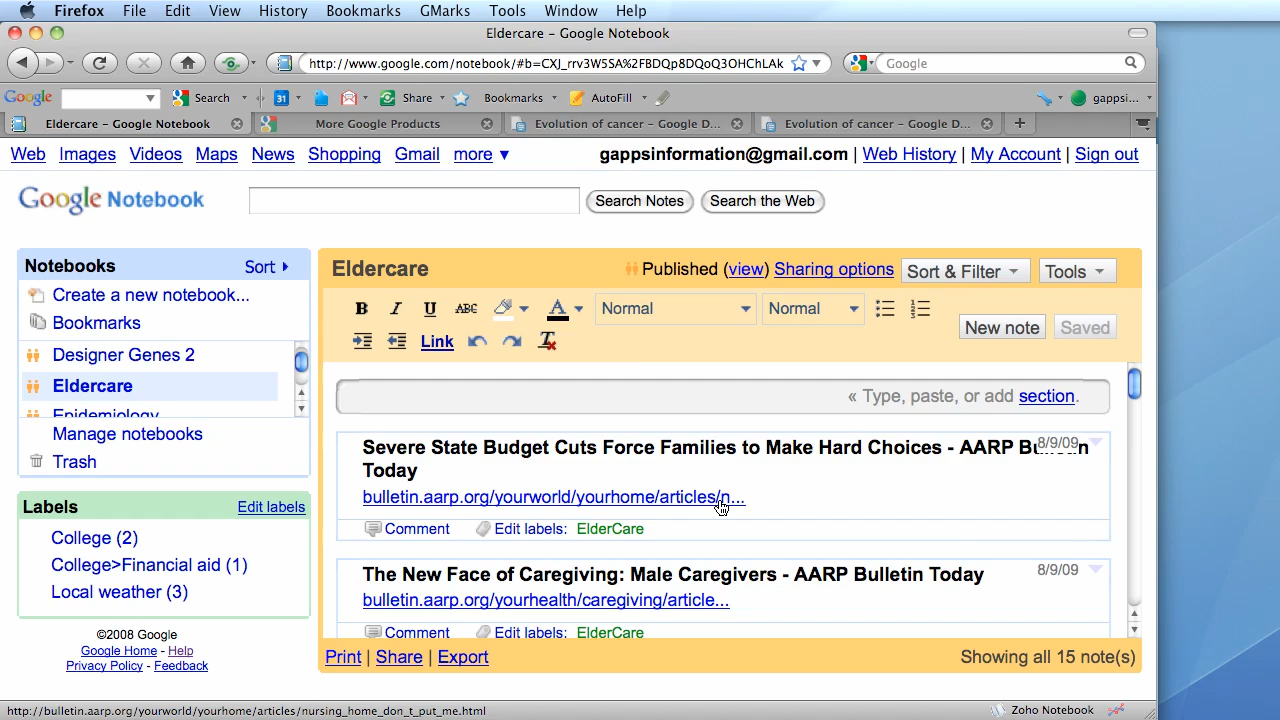 Firefox File Edit View History Bookmarks GMarks Tools Window Help
Eldercare – Google Notebook
http://www.google.com/notebook/#b=CXJ_rrv3W5SA%2FBDQp8DQoQ3OHChLAk Google
Google Search 31 Share Bookmarks AutoFill gappsi...
Eldercare – Google Notebook More Google Products Evolution of cancer – Google D... Evolution of cancer – Google D...
Web Images Videos Maps News Shopping Gmail more ▼ gappsinformation@gmail.com | Web History | My Account | Sign out
Google Notebook Search Notes Search the Web
Notebooks Sort
Create a new notebook...
Bookmarks
Designer Genes 2
Eldercare
Epidemiology
Manage notebooks
Trash
Labels Edit labels
College (2)
College>Financial aid (1)
Local weather (3)
©2008 Google
Google Home - Help
Privacy Policy - Feedback
Eldercare Published (view) Sharing options Sort & Filter Tools
B I U ABC A Normal Normal
Link T New note Saved
« Type, paste, or add section.
Severe State Budget Cuts Force Families to Make Hard Choices - AARP Bulletin 8/9/09
Today
bulletin.aarp.org/yourworld/yourhome/articles/n...
Comment Edit labels: ElderCare
The New Face of Caregiving: Male Caregivers - AARP Bulletin Today 8/9/09
bulletin.aarp.org/yourhealth/caregiving/article...
Comment Edit labels: ElderCare
Print | Share | Export Showing all 15 note(s)
http://bulletin.aarp.org/yourworld/yourhome/articles/nursing_home_don_t_put_me.html Zoho Notebook